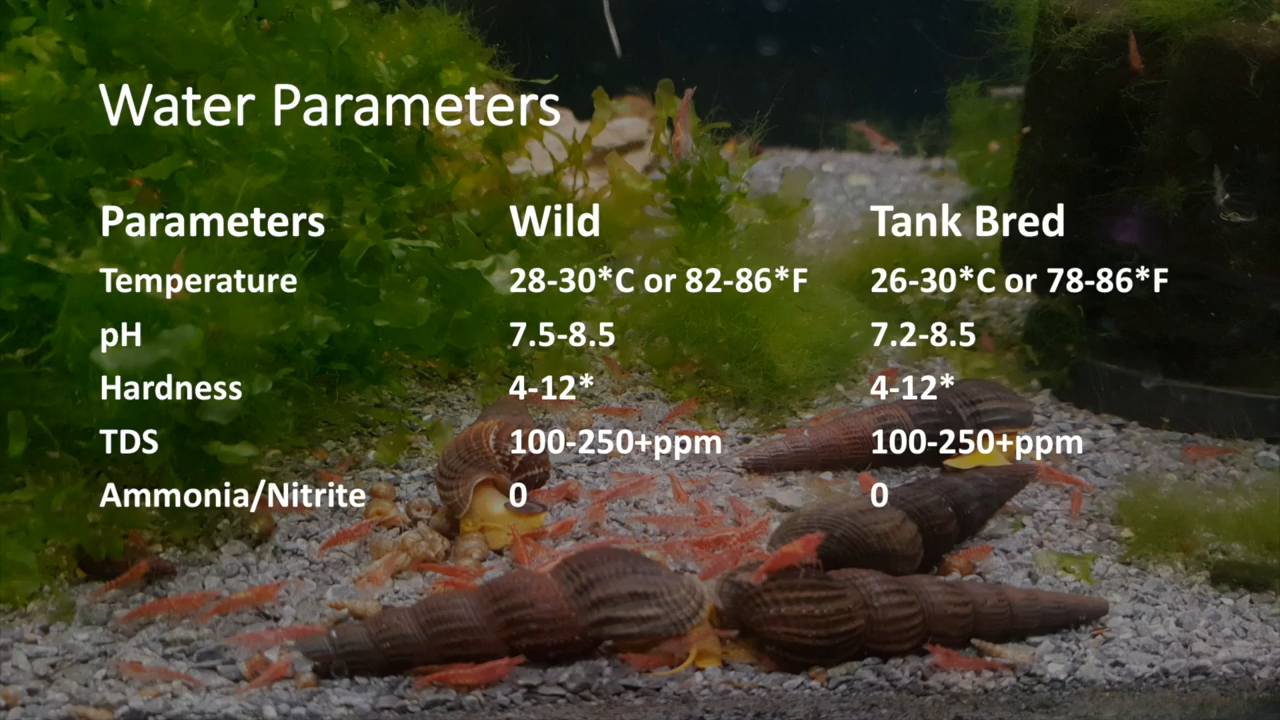 Water Parameters
Parameters Wild Tank Bred
Temperature 28-30*C or 82-86*F 26-30*C or 78-86*F
pH 7.5-8.5 7.2-8.5
Hardness 4-12* 4-12*
TDS 100-250+ppm 100-250+ppm
Ammonia/Nitrite 0 0